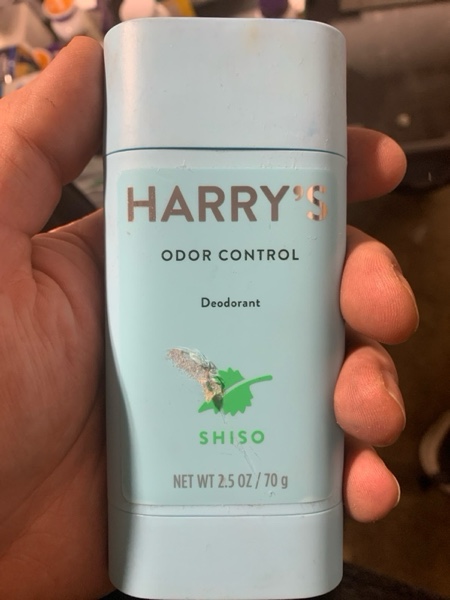 HARRY'S
ODOR CONTROL
Deodorant
SHISO
NET WT 2.5 OZ / 70 g